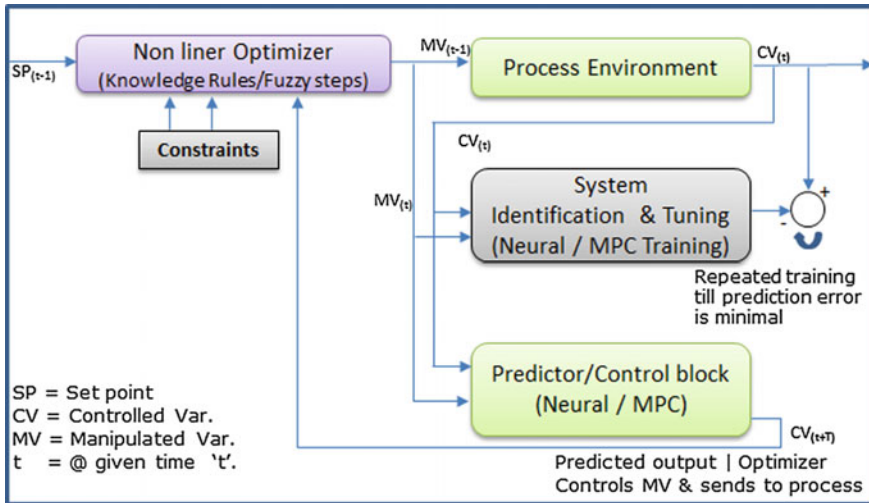 SP(t-1)
Non liner Optimizer
(Knowledge Rules/Fuzzy steps)
MV(t-1)
Process Environment
CV(t)
Constraints
CV(t)
MV(t)
System
Identification & Tuning
(Neural / MPC Training)
+
-
Repeated training
till prediction error
is minimal
Predictor/Control block
(Neural / MPC)
CV(t+T)
SP = Set point
CV = Controlled Var.
MV = Manipulated Var.
t = @ given time ‘t’.
Predicted output | Optimizer
Controls MV & sends to process